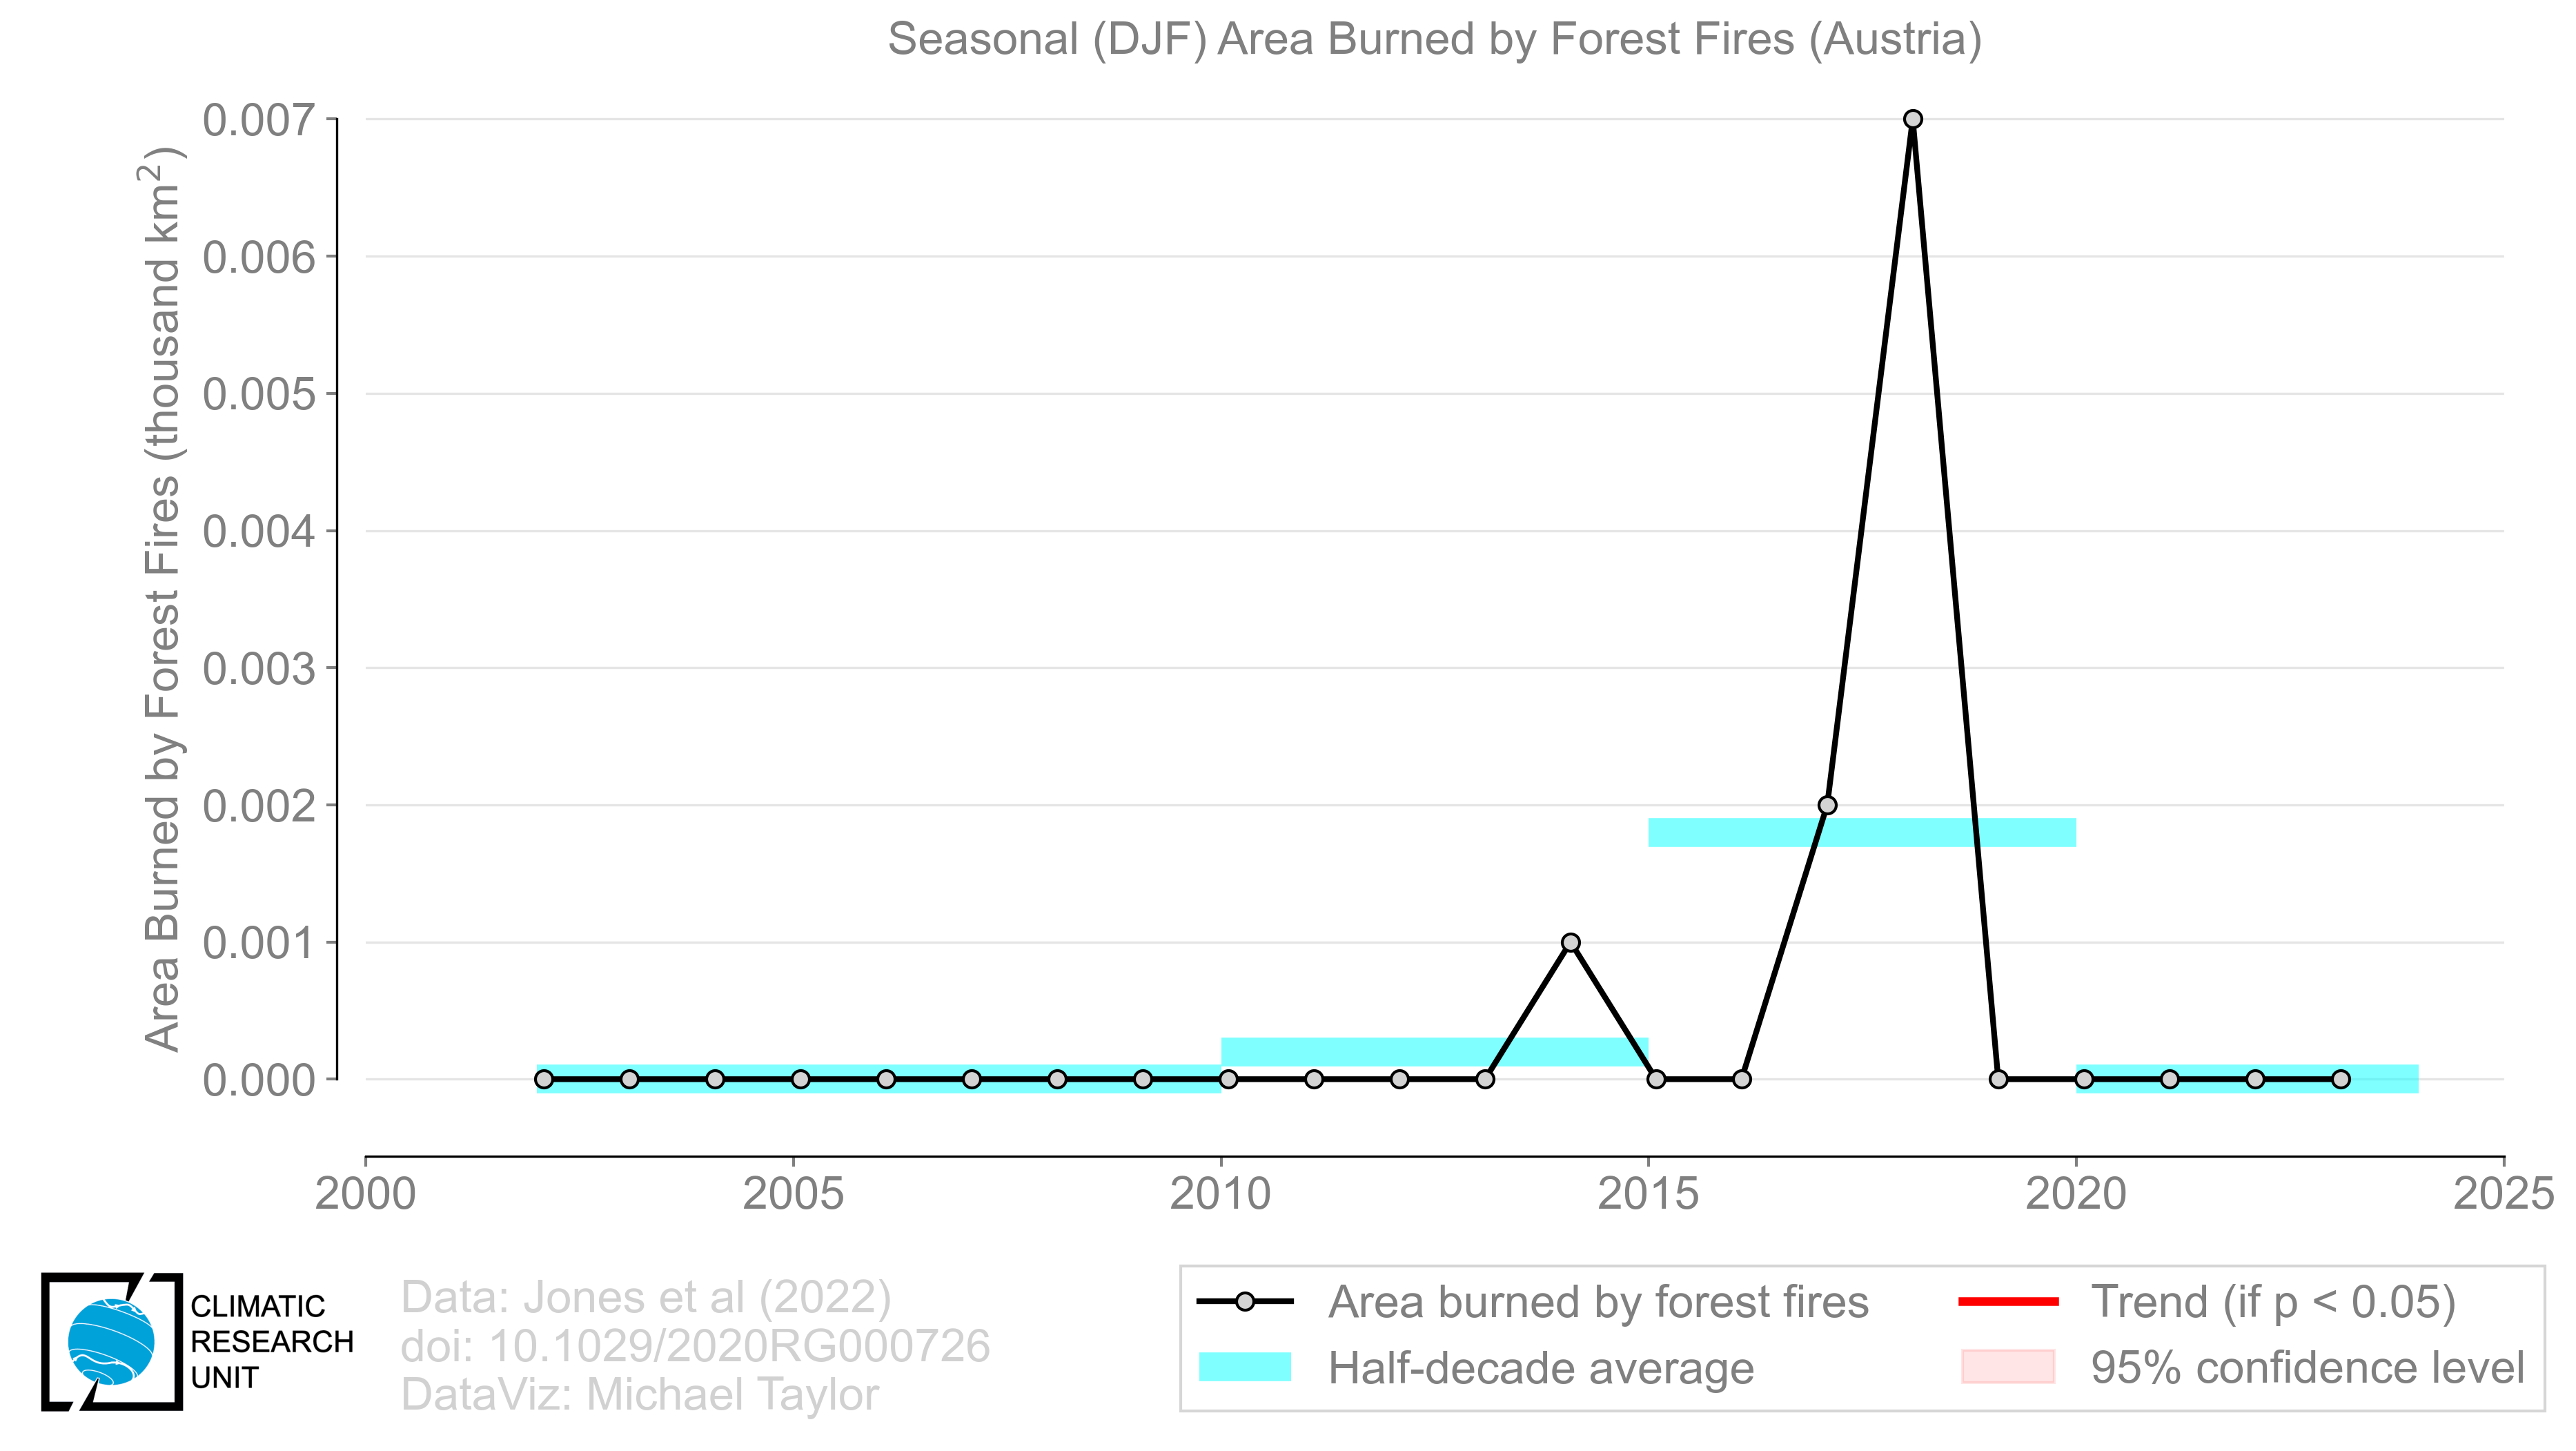 Seasonal (DJF) Area Burned by Forest Fires (Austria)
Area Burned by Forest Fires (thousand km²)
0.007
0.006
0.005
0.004
0.003
0.002
0.001
0.000
2000 2005 2010 2015 2020 2025
CLIMATIC
RESEARCH
UNIT
Data: Jones et al (2022)
doi: 10.1029/2020RG000726
DataViz: Michael Taylor
Area burned by forest fires
Half-decade average
Trend (if p < 0.05)
95% confidence level